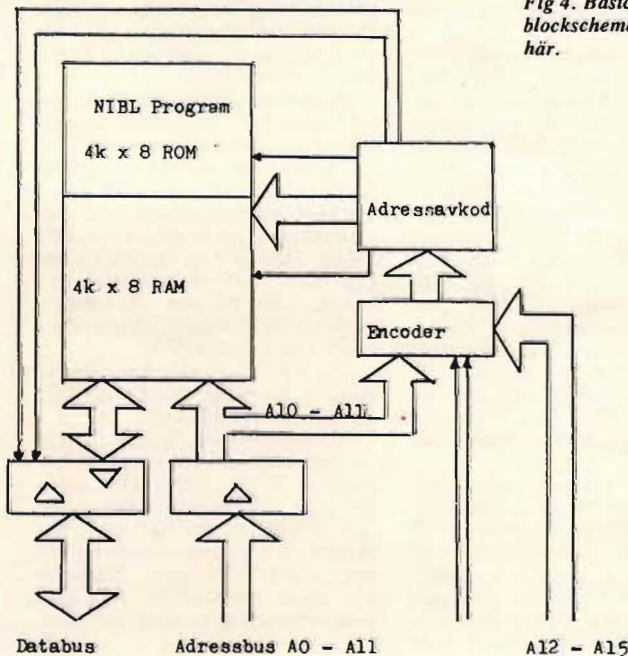 Fig 4. Basic
blockschema
här.
NIBL Program
4k x 8 ROM
Adressavkod
4k x 8 RAM
Encoder
A10 - A11
Databus
Adressbus A0 - A11
A12 - A15